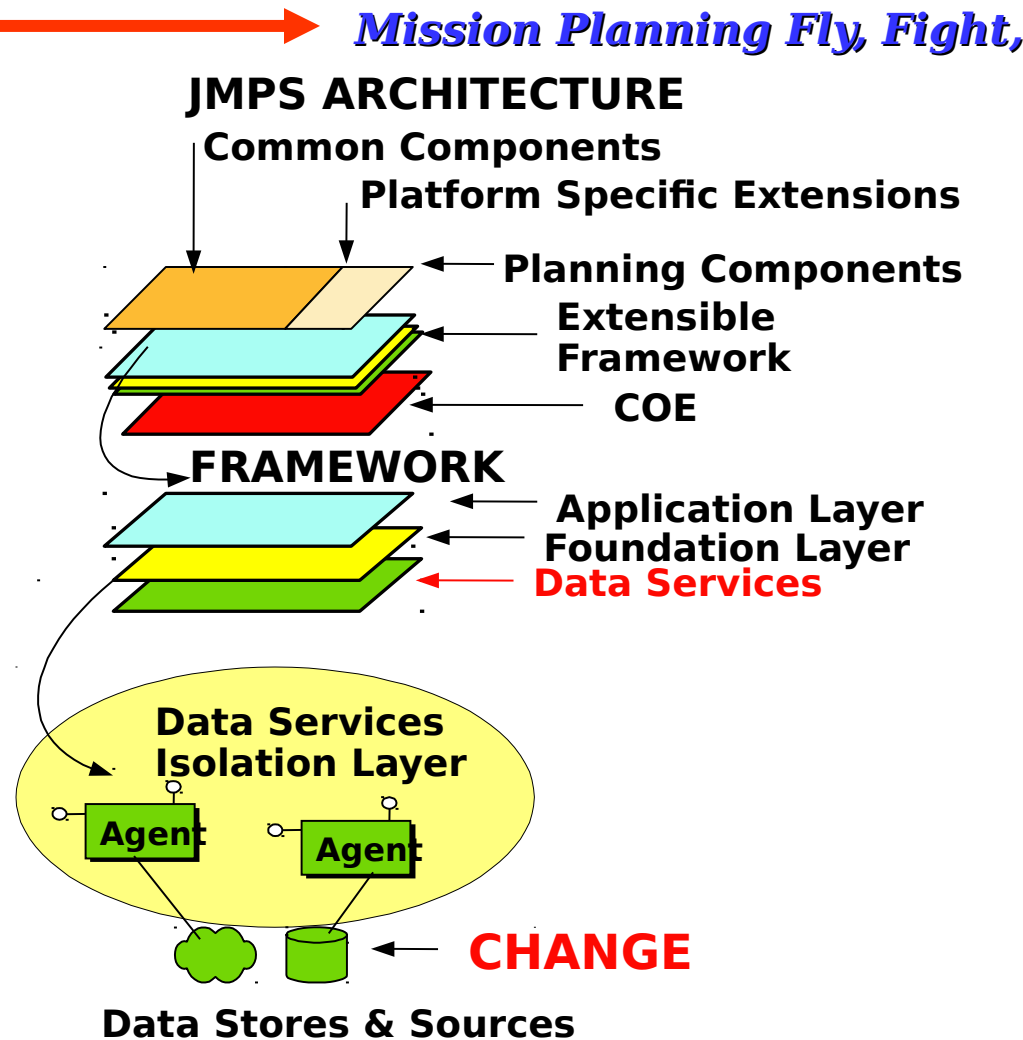 Mission Planning Fly, Fight,
JMPS ARCHITECTURE
Common Components
Platform Specific Extensions
Planning Components
Extensible
Framework
COE
FRAMEWORK
Application Layer
Foundation Layer
Data Services
Data Services
Isolation Layer
Agent
Agent
CHANGE
Data Stores & Sources